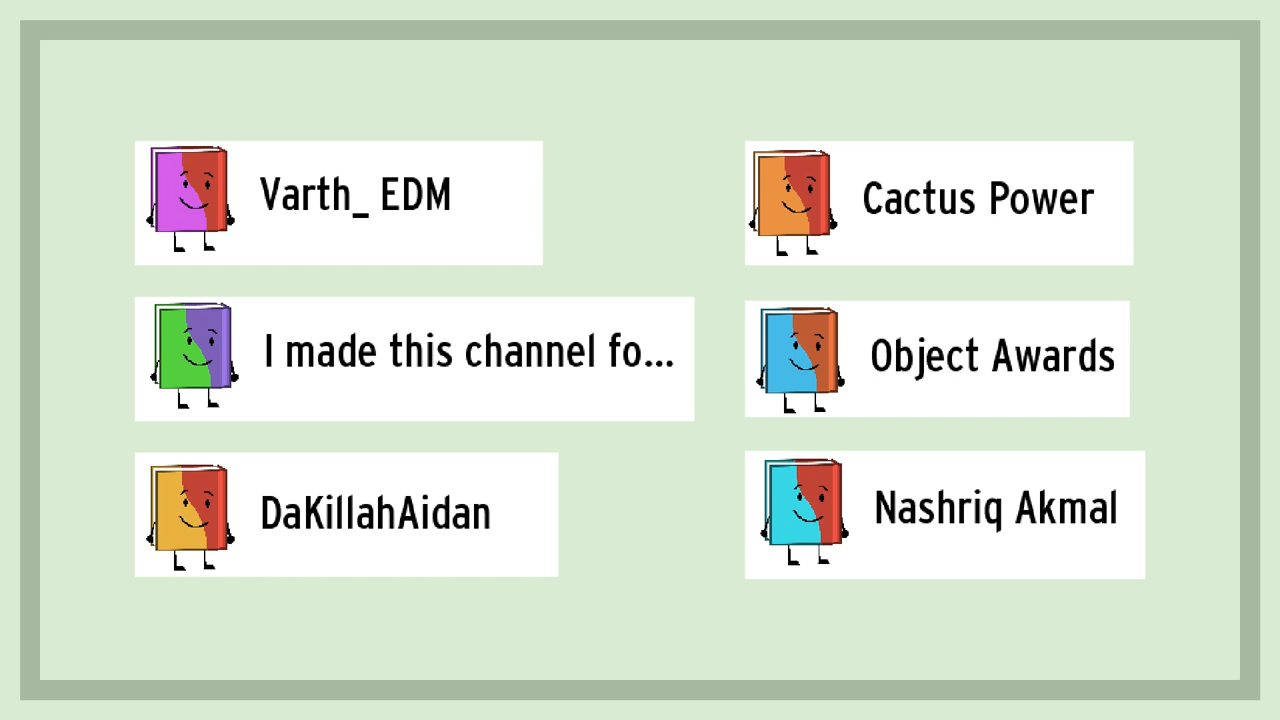 Varth_ EDM
Cactus Power
I made this channel fo...
Object Awards
DaKillahAidan
Nashriq Akmal